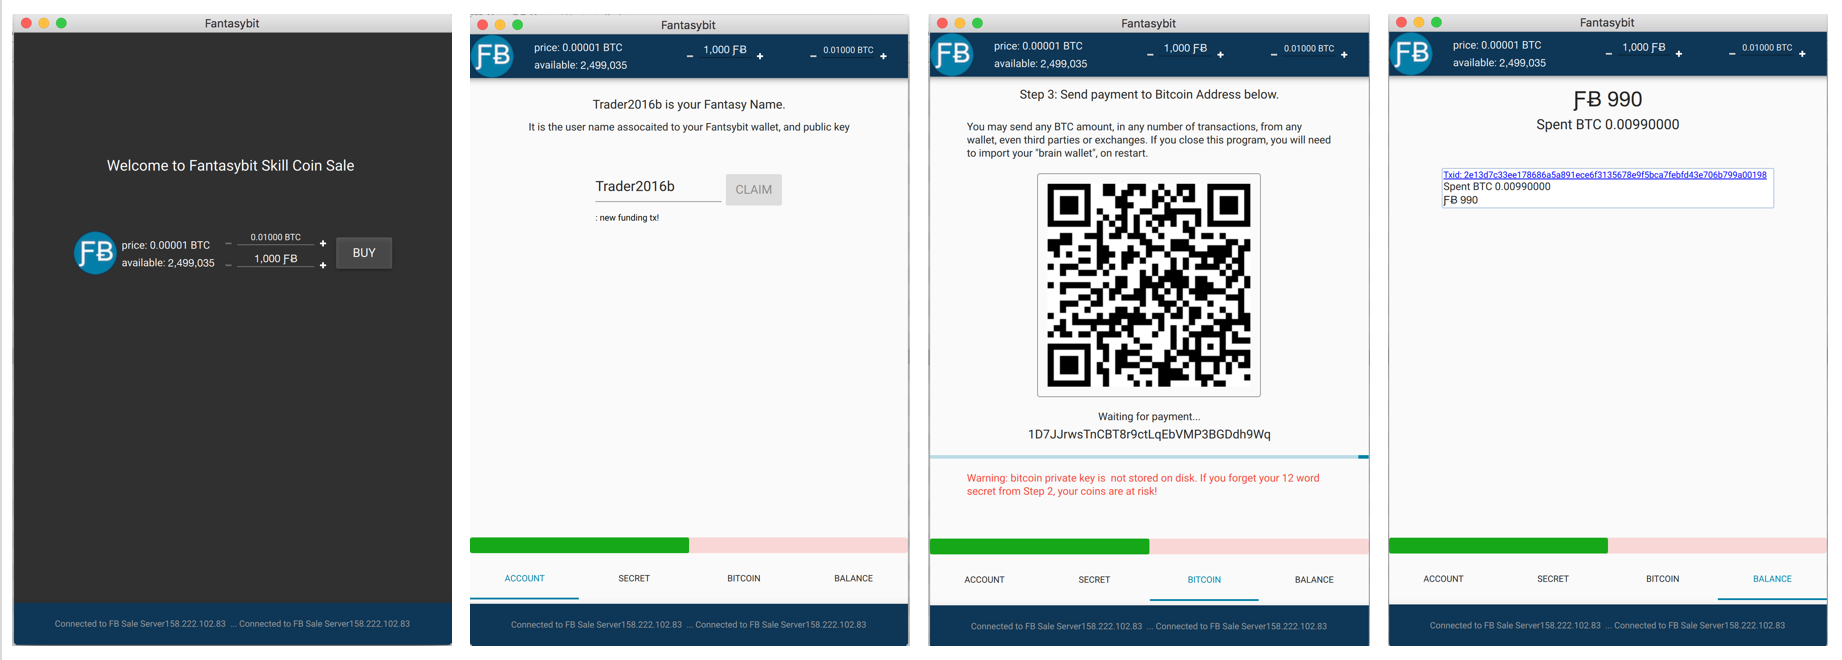 Fantasybit
Welcome to Fantasybit Skill Coin Sale
FB
price: 0.00001 BTC
available: 2,499,035
− 0.01000 BTC +
− 1,000 ƑɃ +
BUY
Connected to FB Sale Server158.222.102.83 ... Connected to FB Sale Server158.222.102.83
Fantasybit
FB
price: 0.00001 BTC
available: 2,499,035
− 1,000 ƑɃ +
− 0.01000 BTC +
Trader2016b is your Fantasy Name.
It is the user name assocaited to your Fantsybit wallet, and public key
Trader2016b
CLAIM
: new funding tx!
ACCOUNT SECRET BITCOIN BALANCE
Connected to FB Sale Server158.222.102.83 ... Connected to FB Sale Server158.222.102.83
Fantasybit
FB
price: 0.00001 BTC
available: 2,499,035
− 1,000 ƑɃ +
− 0.01000 BTC +
Step 3: Send payment to Bitcoin Address below.
You may send any BTC amount, in any number of transactions, from any
wallet, even third parties or exchanges. If you close this program, you will need
to import your "brain wallet", on restart.
Waiting for payment...
1D7JJrwsTnCBT8r9ctLqEbVMP3BGDdh9Wq
Warning: bitcoin private key is  not stored on disk. If you forget your 12 word
secret from Step 2, your coins are at risk!
ACCOUNT SECRET BITCOIN BALANCE
Connected to FB Sale Server158.222.102.83 ... Connected to FB Sale Server158.222.102.83
Fantasybit
FB
price: 0.00001 BTC
available: 2,499,035
− 1,000 ƑɃ +
− 0.01000 BTC +
ƑɃ 990
Spent BTC 0.00990000
Txid: 2e13d7c33ee178686a5a891ece6f3135678e9f5bca7febfd43e706b799a00198
Spent BTC 0.00990000
ƑɃ 990
ACCOUNT SECRET BITCOIN BALANCE
Connected to FB Sale Server158.222.102.83 ... Connected to FB Sale Server158.222.102.83